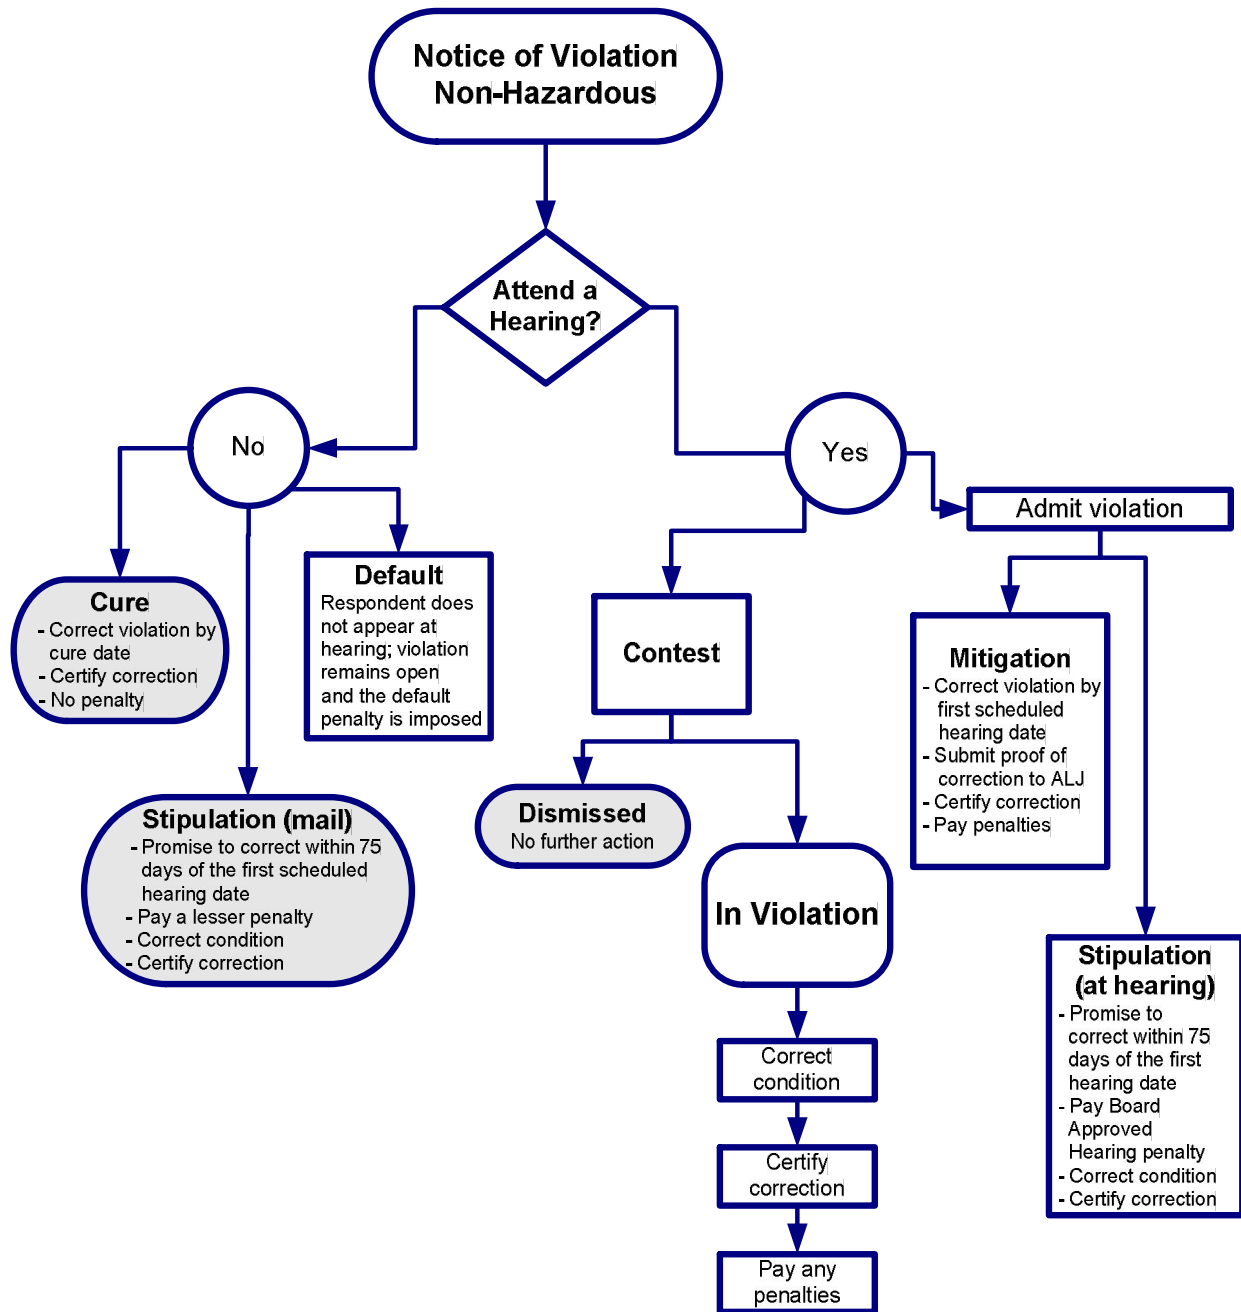 Notice of Violation
Non-Hazardous
Attend a
Hearing?
No
Yes
Admit violation
Cure
- Correct violation by
cure date
- Certify correction
- No penalty
Default
Respondent does
not appear at
hearing; violation
remains open
and the default
penalty is imposed
Stipulation (mail)
- Promise to correct within 75
days of the first scheduled
hearing date
- Pay a lesser penalty
- Correct condition
- Certify correction
Contest
Dismissed
No further action
In Violation
Correct
condition
Certify
correction
Pay any
penalties
Mitigation
- Correct violation by
first scheduled
hearing date
- Submit proof of
correction to ALJ
- Certify correction
- Pay penalties
Stipulation
(at hearing)
- Promise to
correct within 75
days of the first
hearing date
- Pay Board
Approved
Hearing penalty
- Correct condition
- Certify correction